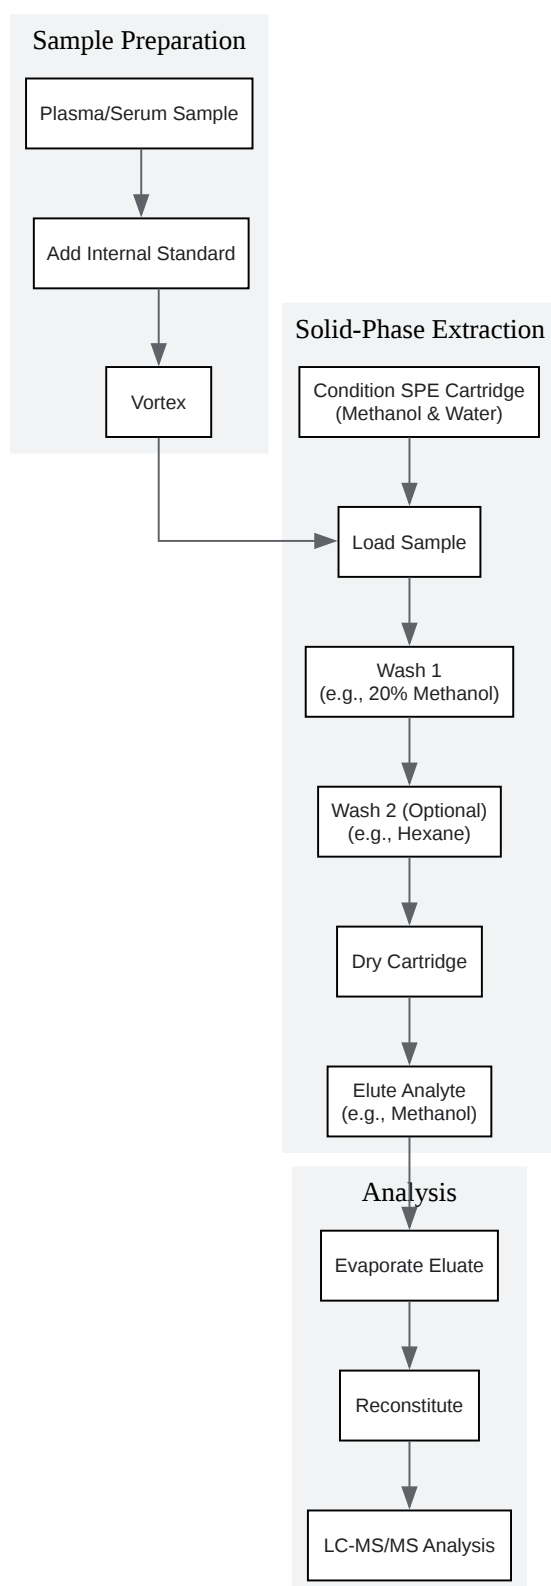 Sample Preparation
Plasma/Serum Sample
Add Internal Standard
Vortex
Solid-Phase Extraction
Condition SPE Cartridge
(Methanol & Water)
Load Sample
Wash 1
(e.g., 20% Methanol)
Wash 2 (Optional)
(e.g., Hexane)
Dry Cartridge
Elute Analyte
(e.g., Methanol)
Analysis
Evaporate Eluate
Reconstitute
LC-MS/MS Analysis